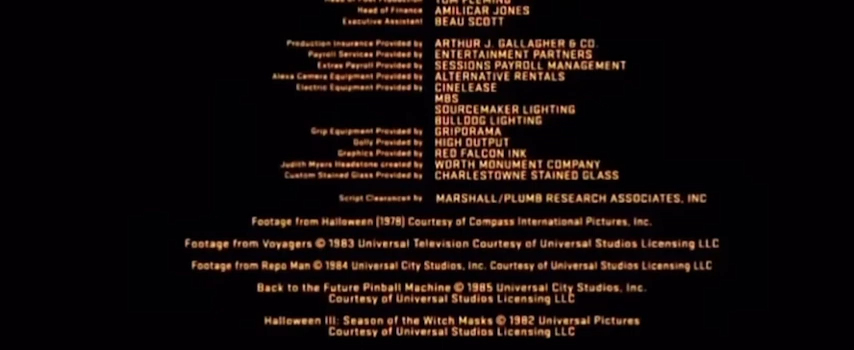 Head of Finance AMILICAR JONES
Executive Assistant BEAU SCOTT
Production Insurance Provided by ARTHUR J. GALLAGHER & CO.
Payroll Services Provided by ENTERTAINMENT PARTNERS
Extras Payroll Provided by SESSIONS PAYROLL MANAGEMENT
Alexa Camera Equipment Provided by ALTERNATIVE RENTALS
Electric Equipment Provided by CINELEASE
MBS
SOURCEMAKER LIGHTING
BULLDOG LIGHTING
Grip Equipment Provided by GRIPORAMA
Dolly Provided by HIGH OUTPUT
Graphics Provided by RED FALCON INK
Judith Myers Headstone created by WORTH MONUMENT COMPANY
Custom Stained Glass Provided by CHARLESTOWNE STAINED GLASS
Script Clearances by MARSHALL/PLUMB RESEARCH ASSOCIATES, INC
Footage from Halloween (1978) Courtesy of Compass International Pictures, Inc.
Footage from Voyagers © 1983 Universal Television Courtesy of Universal Studios Licensing LLC
Footage from Repo Man © 1984 Universal City Studios, Inc. Courtesy of Universal Studios Licensing LLC
Back to the Future Pinball Machine © 1985 Universal City Studios, Inc.
Courtesy of Universal Studios Licensing LLC
Halloween III: Season of the Witch Masks © 1982 Universal Pictures
Courtesy of Universal Studios Licensing LLC